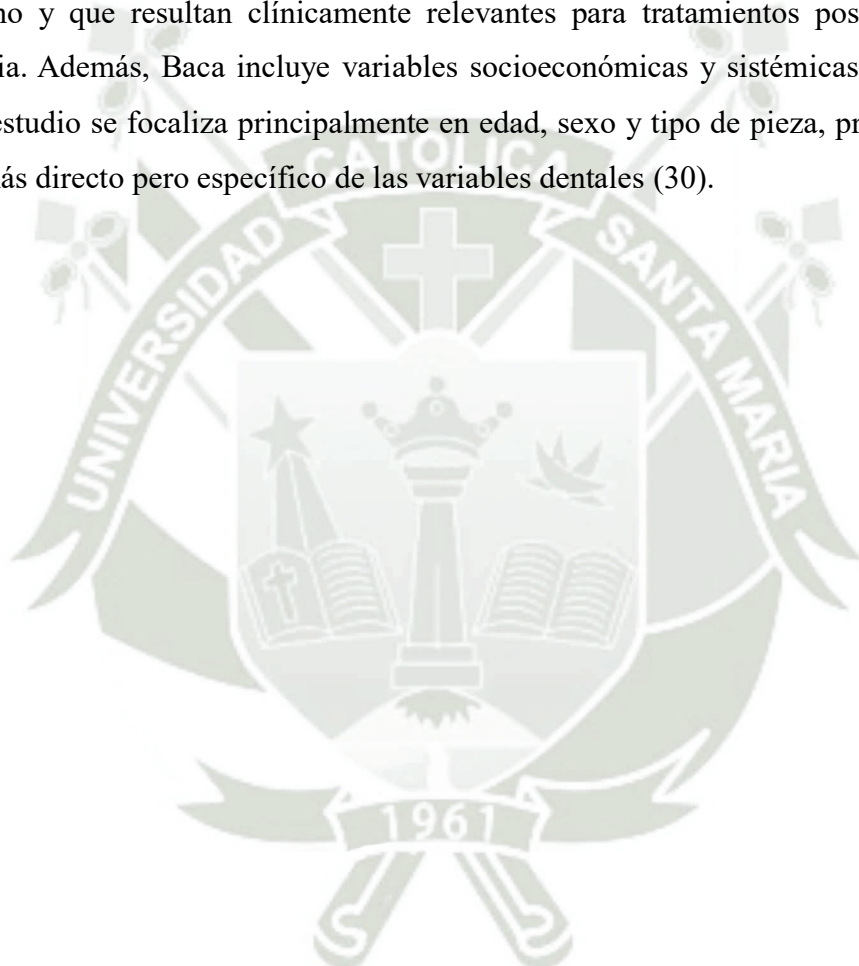 no y que resultan clínicamente relevantes para tratamientos pos
ia. Además, Baca incluye variables socioeconómicas y sistémicas
estudio se focaliza principalmente en edad, sexo y tipo de pieza, pr
ás directo pero específico de las variables dentales (30).
CATÓLICA
UNIVERSIDAD
SANTA MARIA
1961